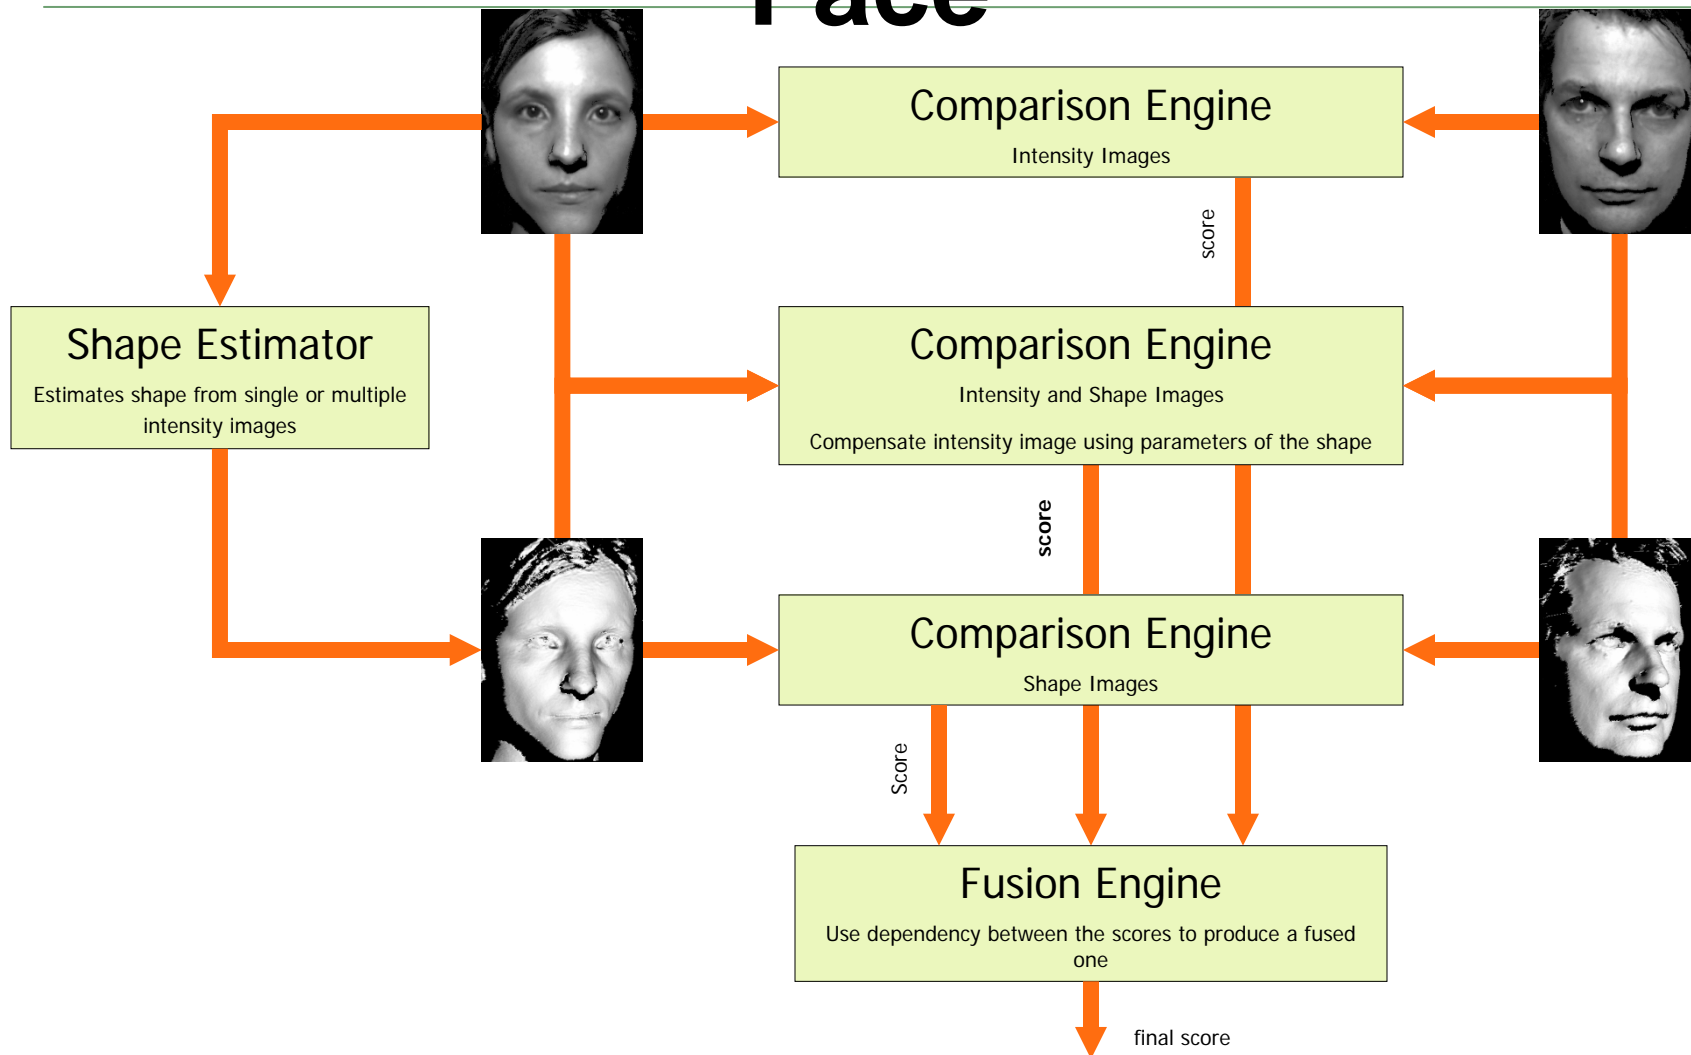 Face
Comparison Engine
Intensity Images
score
Shape Estimator
Estimates shape from single or multiple
intensity images
Comparison Engine
Intensity and Shape Images
Compensate intensity image using parameters of the shape
score
Comparison Engine
Shape Images
Score
Fusion Engine
Use dependency between the scores to produce a fused
one
final score